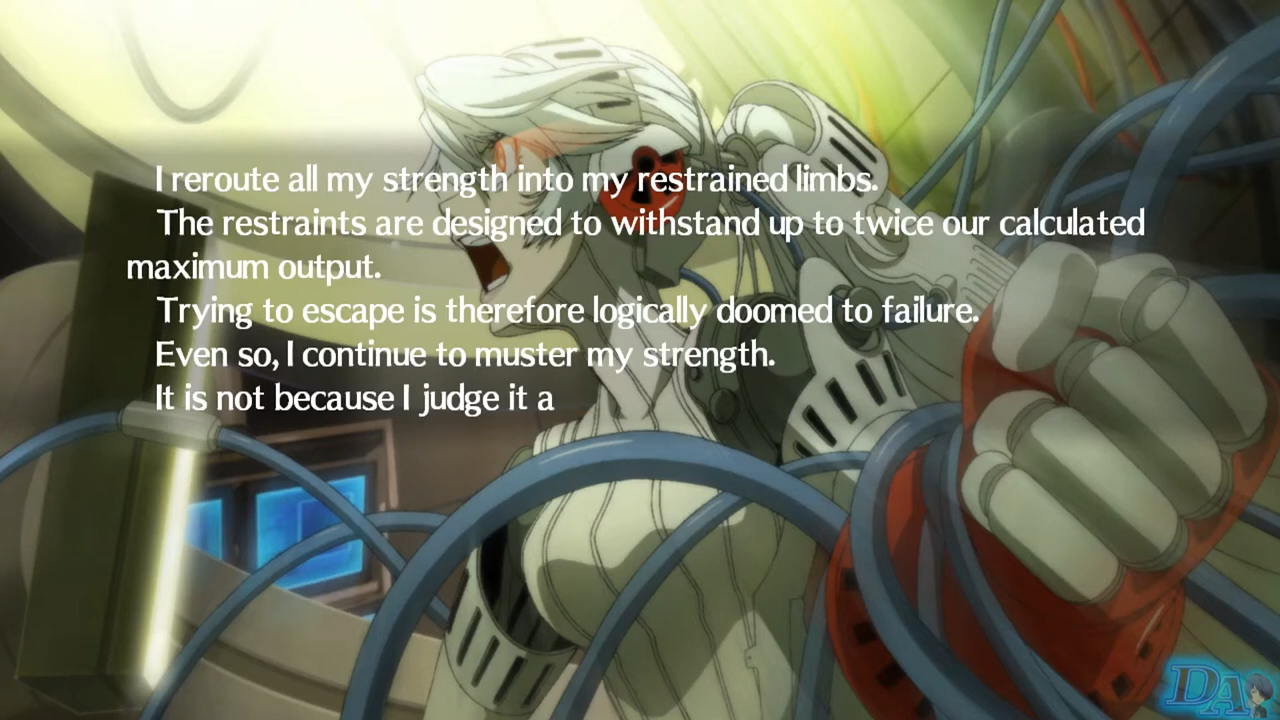 I reroute all my strength into my restrained limbs.
The restraints are designed to withstand up to twice our calculated
maximum output.
Trying to escape is therefore logically doomed to failure.
Even so, I continue to muster my strength.
It is not because I judge it a
DA